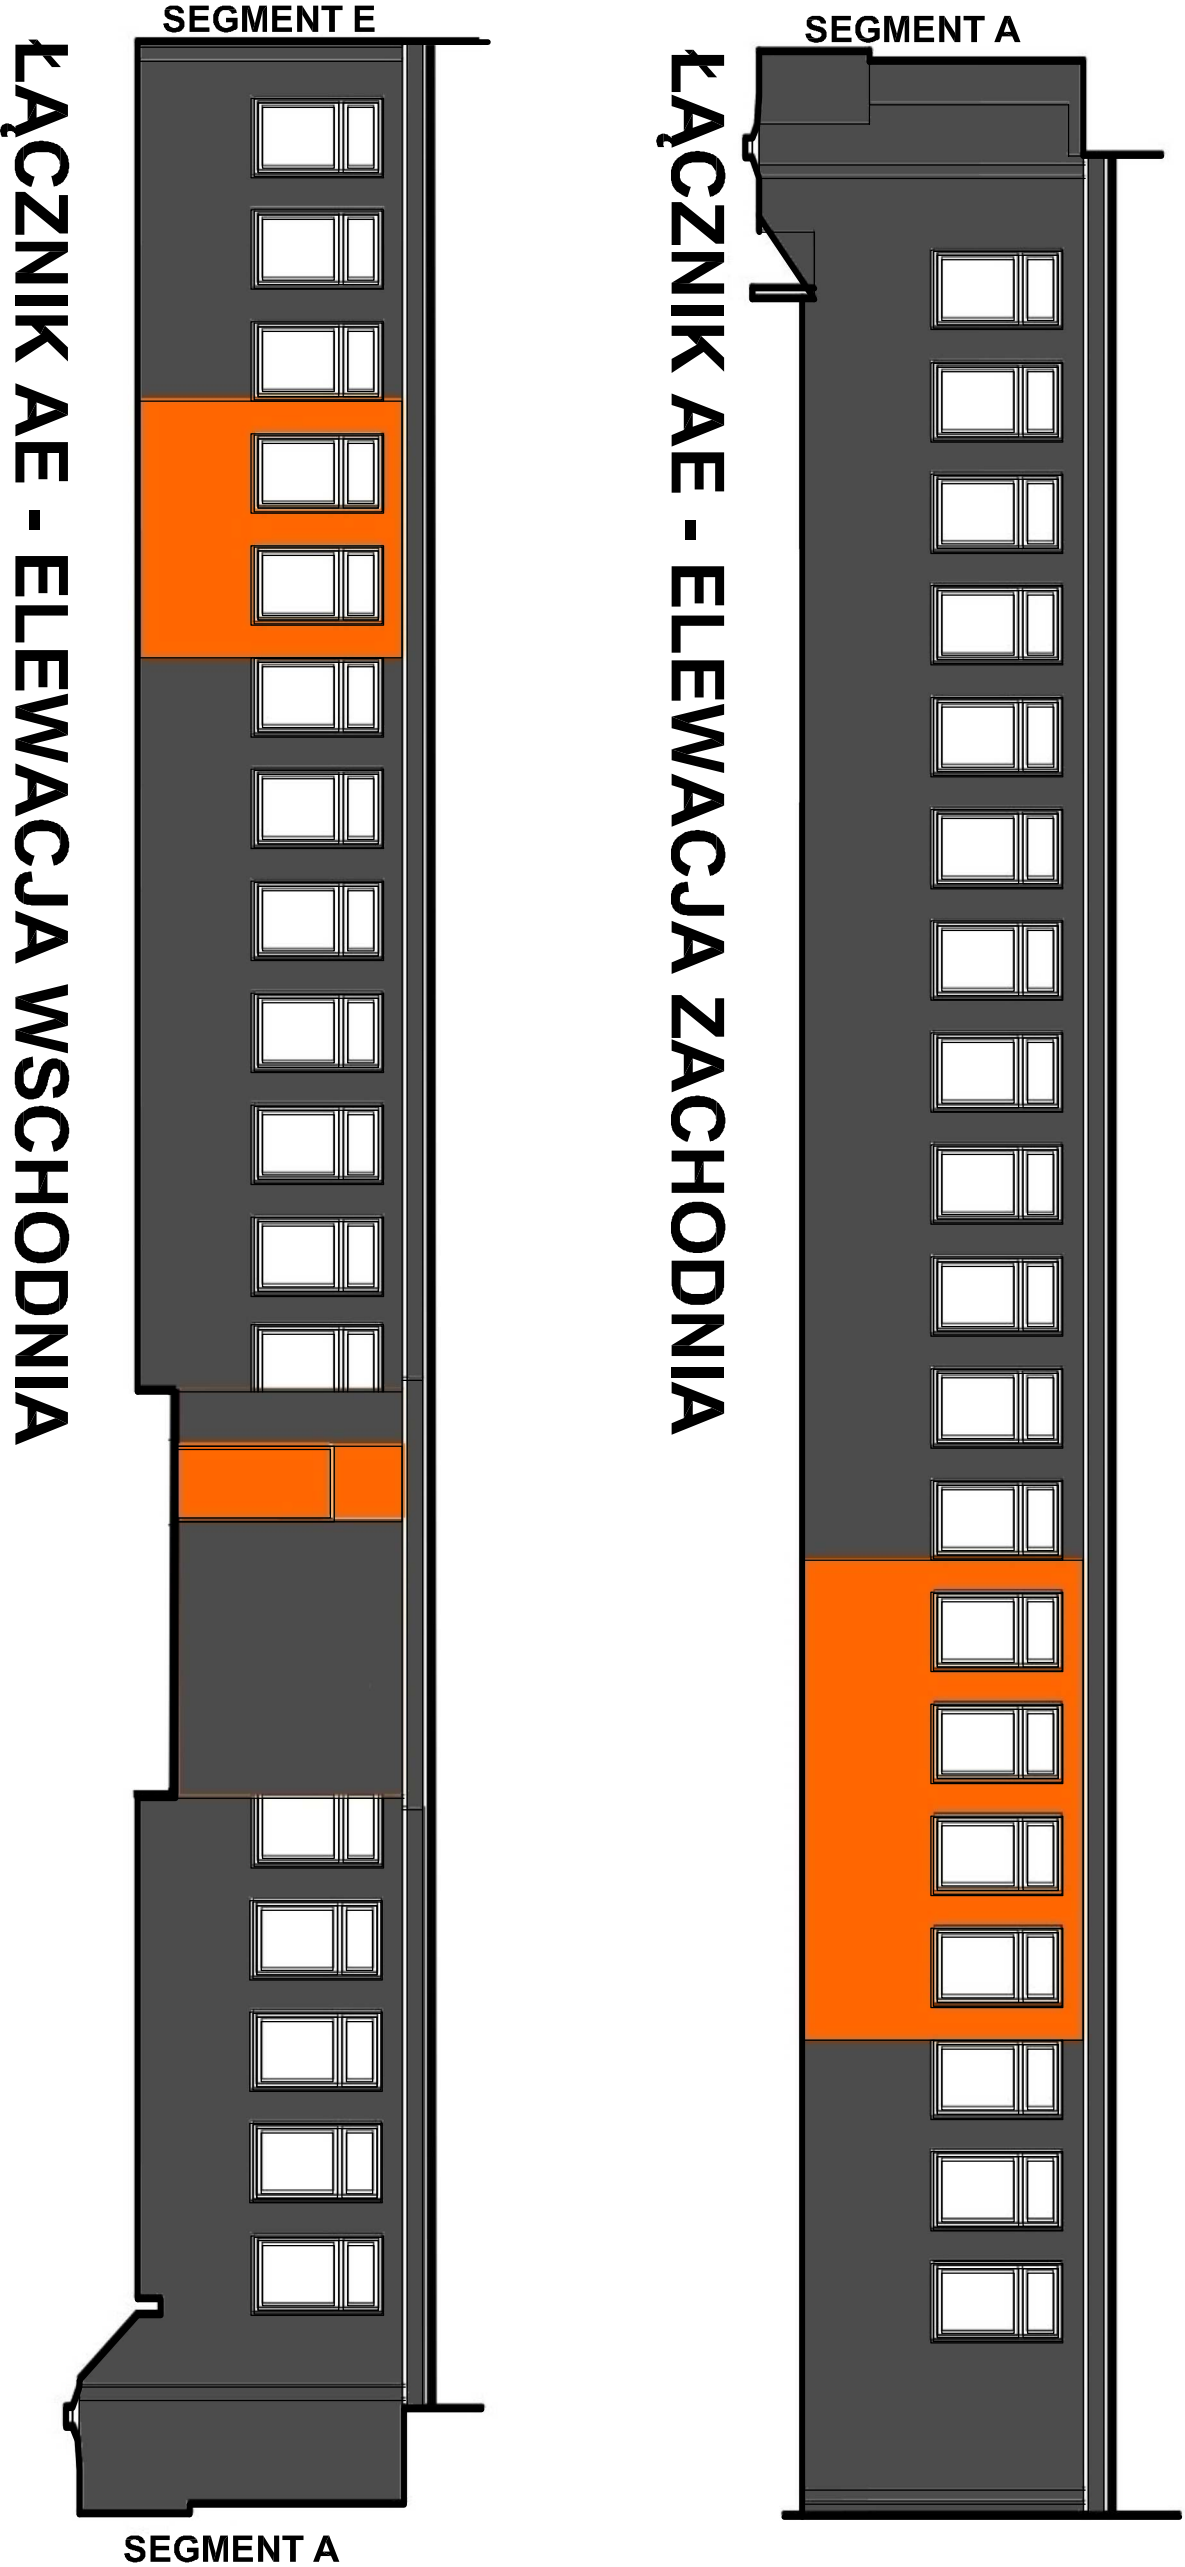 SEGMENT E
ŁĄCZNIK AE - ELEWACJA WSCHODNIA
SEGMENT A
SEGMENT A
ŁĄCZNIK AE - ELEWACJA ZACHODNIA